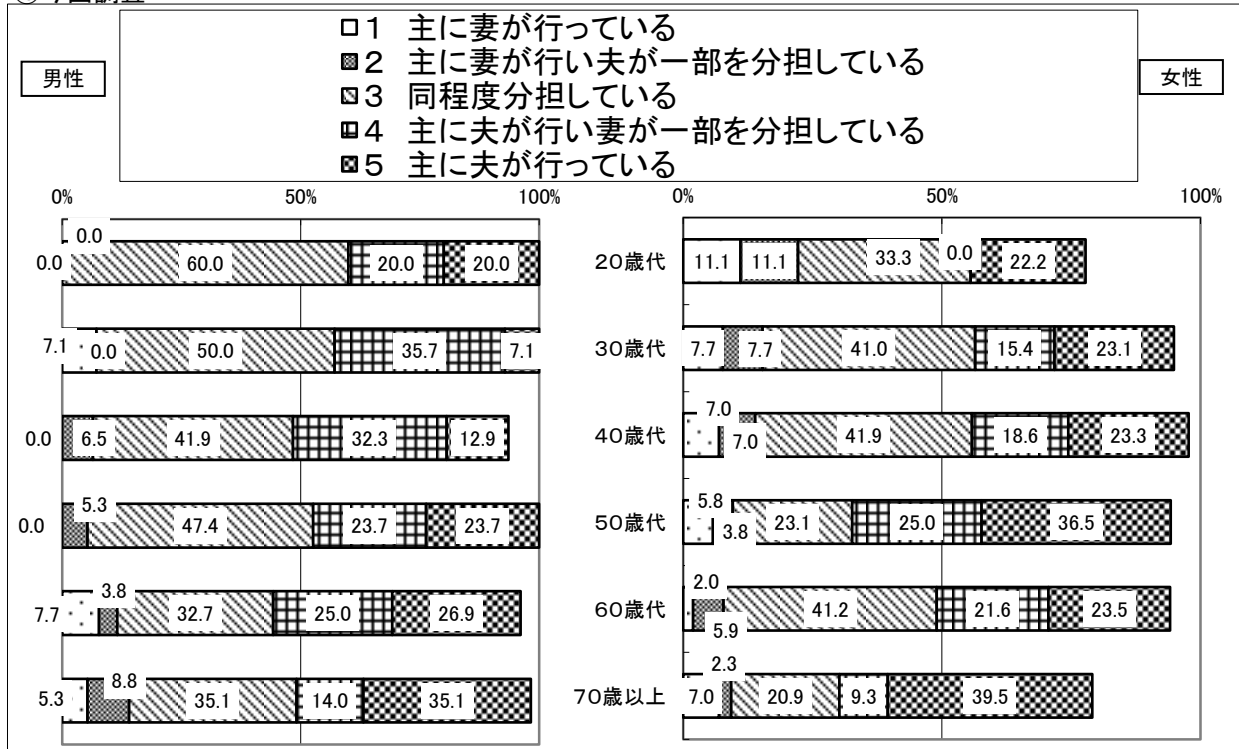 男性
女性
□1 主に妻が行っている
2 主に妻が行い夫が一部を分担している
3 同程度分担している
4 主に夫が行い妻が一部を分担している
5 主に夫が行っている
0% 50% 100%
0% 50% 100%
0.0 0.0 60.0 20.0 20.0
20歳代
11.1 11.1 33.3 0.0 22.2
7.1 0.0 50.0 35.7 7.1
30歳代
7.7 7.7 41.0 15.4 23.1
0.0 6.5 41.9 32.3 12.9
40歳代
7.0 7.0 41.9 18.6 23.3
0.0 5.3 47.4 23.7 23.7
50歳代
5.8 3.8 23.1 25.0 36.5
7.7 3.8 32.7 25.0 26.9
60歳代
2.0 5.9 41.2 21.6 23.5
5.3 8.8 35.1 14.0 35.1
70歳以上
7.0 2.3 20.9 9.3 39.5